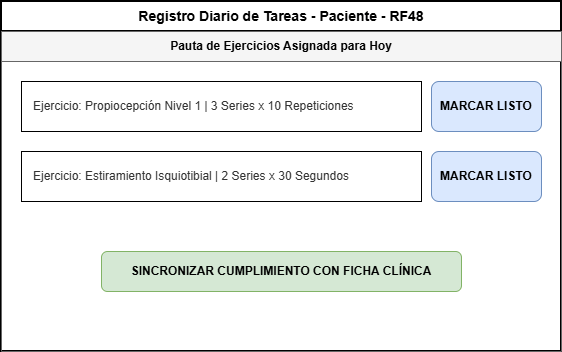 Registro Diario de Tareas - Paciente - RF48
Pauta de Ejercicios Asignada para Hoy
Ejercicio: Propiocepción Nivel 1 | 3 Series x 10 Repeticiones
MARCAR LISTO
Ejercicio: Estiramiento Isquiotibial | 2 Series x 30 Segundos
MARCAR LISTO
SINCRONIZAR CUMPLIMIENTO CON FICHA CLÍNICA